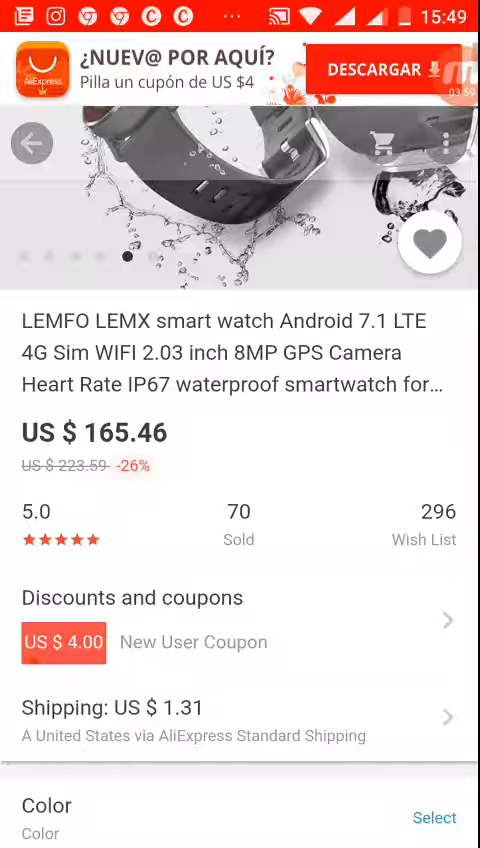 15:49
AliExpress
¿NUEV@ POR AQUÍ?
Pilla un cupón de US $4
DESCARGAR
03:59
LEMFO LEMX smart watch Android 7.1 LTE
4G Sim WIFI 2.03 inch 8MP GPS Camera
Heart Rate IP67 waterproof smartwatch for…
US $ 165.46
US $ 223.59 -26%
5.0 70 296
Sold Wish List
Discounts and coupons
US $ 4.00 New User Coupon
Shipping: US $ 1.31
A United States via AliExpress Standard Shipping
Color
Select
Color